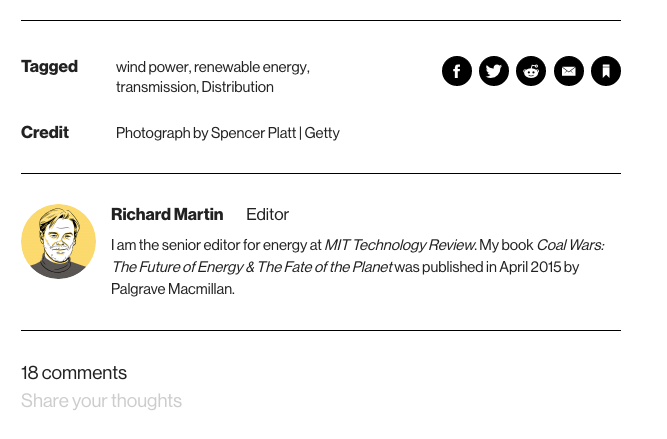 Tagged wind power, renewable energy,
transmission, Distribution
Credit Photograph by Spencer Platt | Getty
Richard Martin Editor
I am the senior editor for energy at MIT Technology Review. My book Coal Wars:
The Future of Energy & The Fate of the Planet was published in April 2015 by
Palgrave Macmillan.
18 comments
Share your thoughts